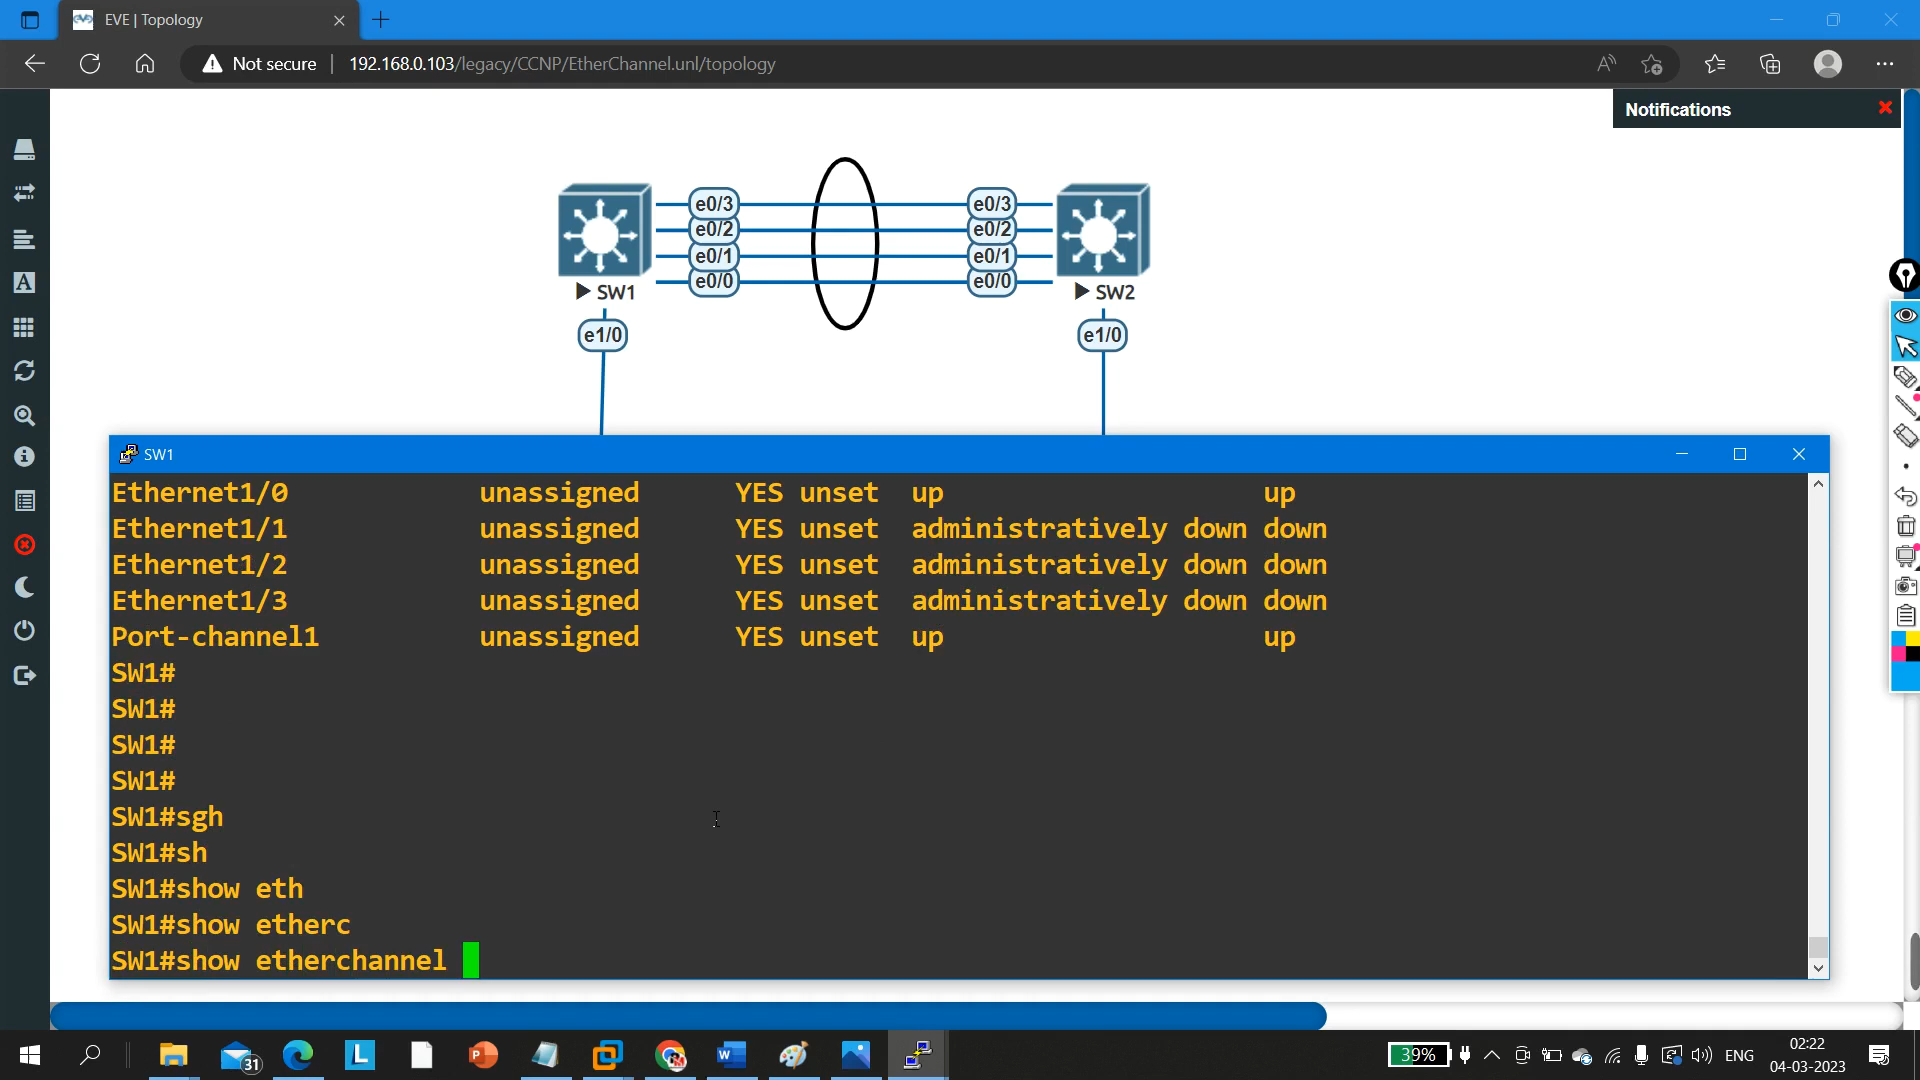 EVE | Topology
Not secure | 192.168.0.103/legacy/CCNP/EtherChannel.unl/topology
Notifications
e0/3 e0/3
e0/2 e0/2
e0/1 e0/1
e0/0 e0/0
SW1 SW2
e1/0 e1/0
SW1
Ethernet1/0 unassigned YES unset up up
Ethernet1/1 unassigned YES unset administratively down down
Ethernet1/2 unassigned YES unset administratively down down
Ethernet1/3 unassigned YES unset administratively down down
Port-channel1 unassigned YES unset up up
SW1#
SW1#
SW1#
SW1#
SW1#sgh
SW1#sh
SW1#show eth
SW1#show etherc
SW1#show etherchannel
31
39%
ENG
02:22
04-03-2023